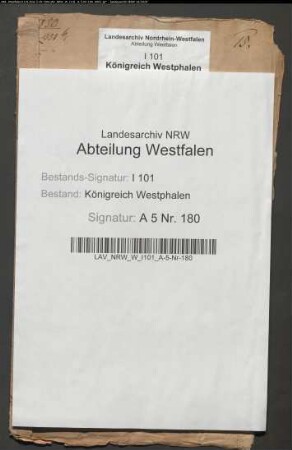 Landesarchiv Nordrhein-Westfalen
Abteilung Westfalen
I 101
Königreich Westphalen
Landesarchiv NRW
Abteilung Westfalen
Bestands-Signatur: I 101
Bestand: Königreich Westphalen
Signatur: A 5 Nr. 180
LAV_NRW_W_I101_A-5-Nr-180